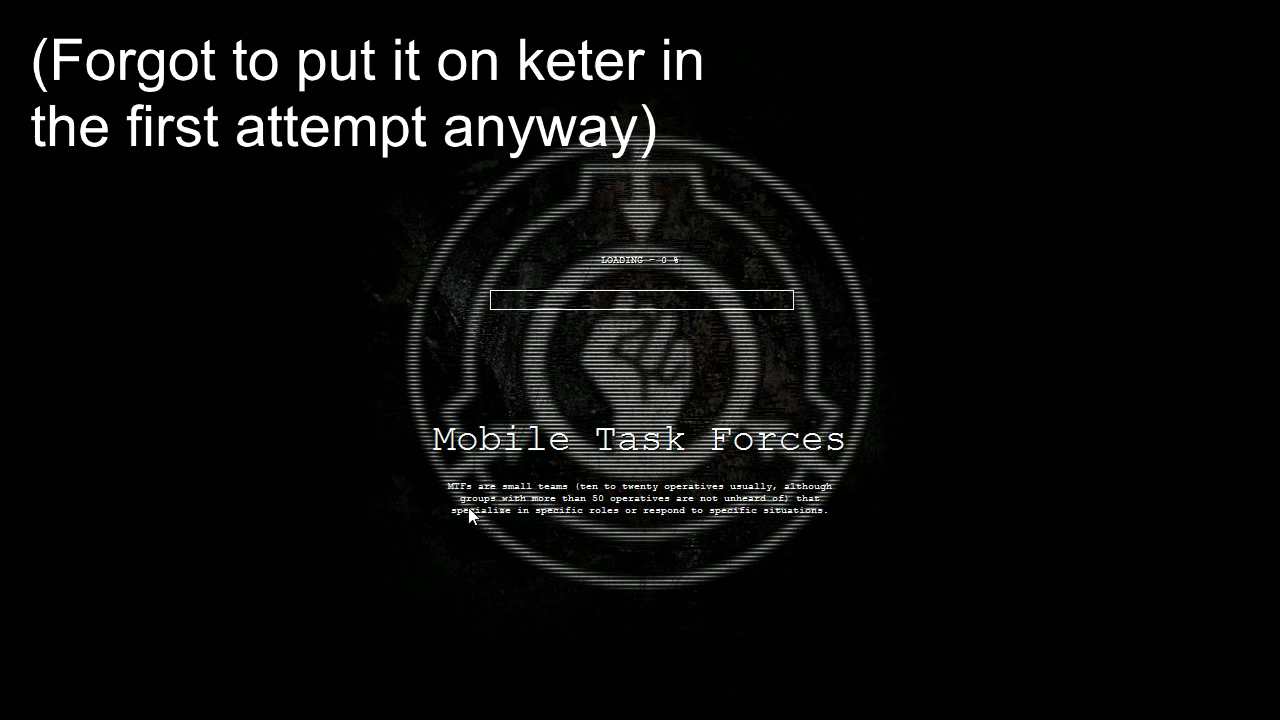 (Forgot to put it on keter in
the first attempt anyway)
LOADING - 0 %
Mobile Task Forces
MTFs are small teams (ten to twenty operatives usually, although
groups with more than 50 operatives are not unheard of) that
specialize in specific roles or respond to specific situations.